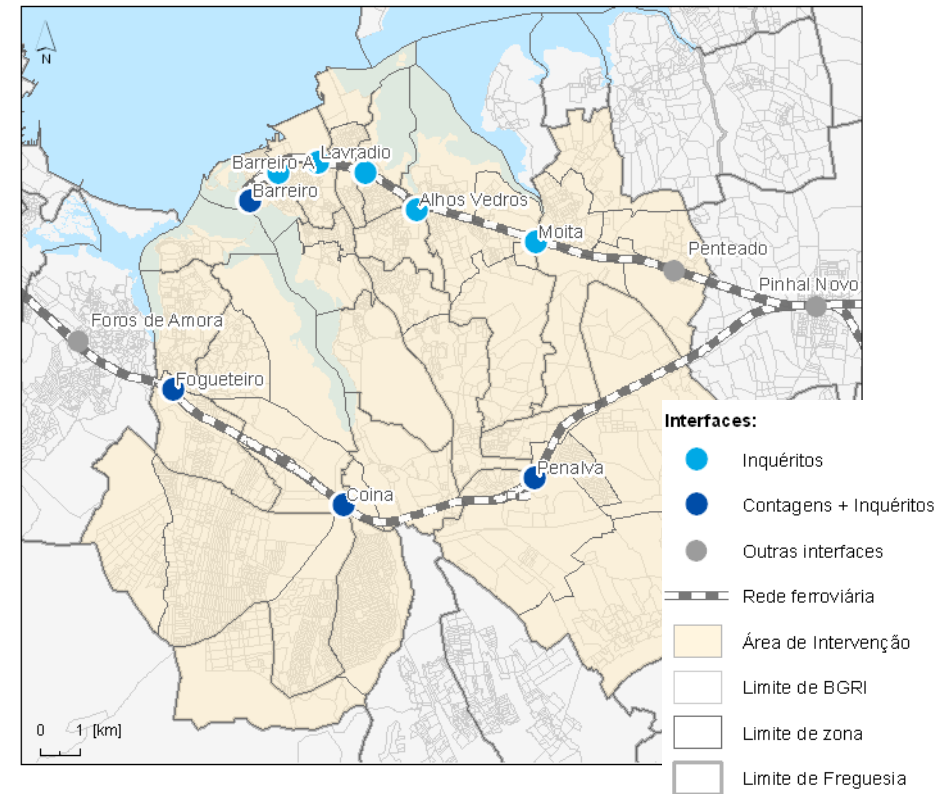 N
Lavradio
Barreiro A
Barreiro
Alhos Vedros
Moita
Penteado
Pinhal Novo
Foros de Amora
Fogueteiro
Penalva
Coina
0 1 [km]
Interfaces:
Inquéritos
Contagens + Inquéritos
Outras interfaces
Rede ferroviária
Área de Intervenção
Limite de BGRI
Limite de zona
Limite de Freguesia